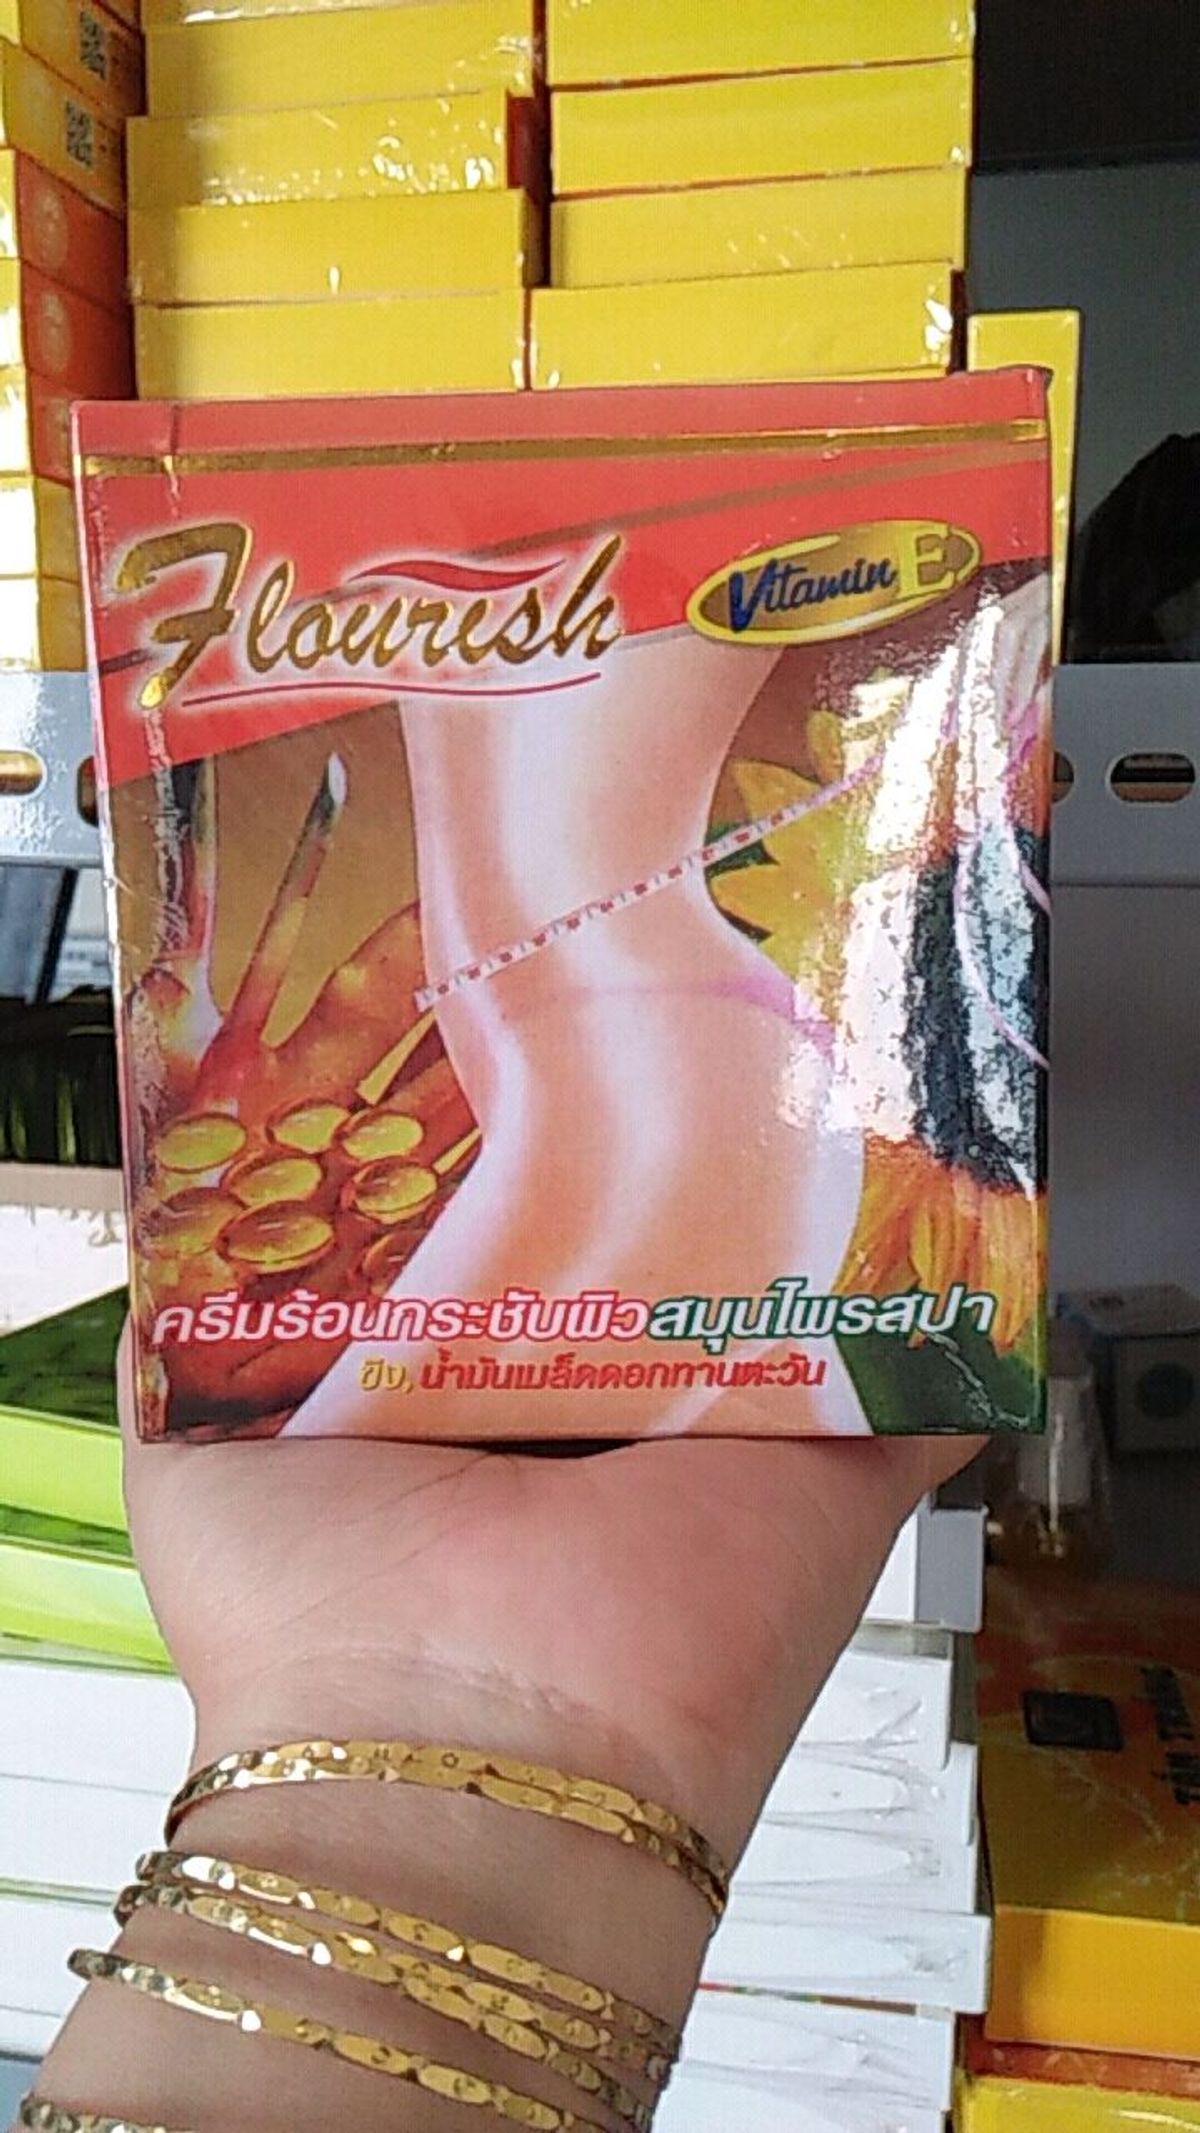 Flourish
Vitamin E
ครีมร้อนกระชับผิวสมุนไพรสปา
ขิง, น้ำมันเมล็ดดอกทานตะวัน